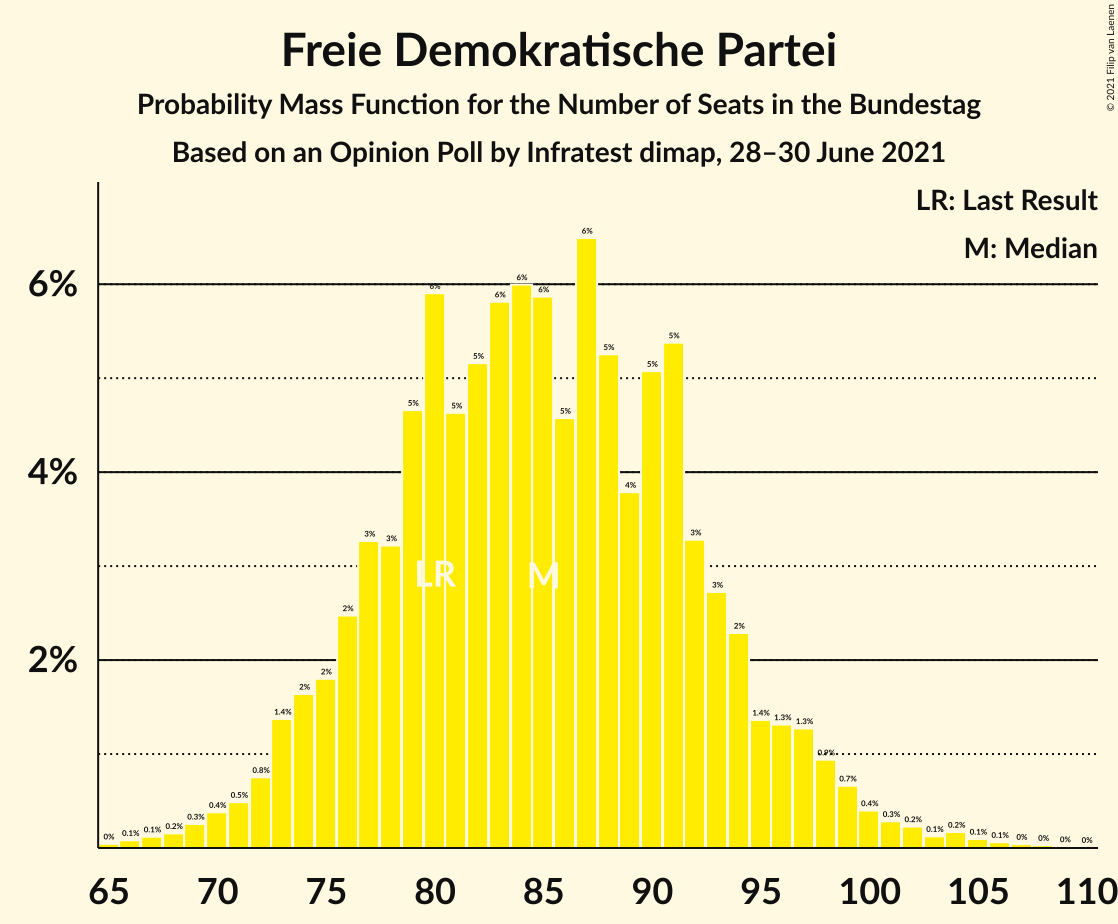 Freie Demokratische Partei
Probability Mass Function for the Number of Seats in the Bundestag
Based on an Opinion Poll by Infratest dimap, 28–30 June 2021
© 2021 Filip van Laenen
LR: Last Result
M: Median
6%
4%
2%
0% 0.1% 0.1% 0.2% 0.3% 0.4% 0.5% 0.8% 1.4% 2% 2% 2% 3% 3% 5% 6% 5% 5% 6% 6% 6% 5% 6% 5% 4% 5% 5% 3% 3% 2% 1.4% 1.3% 1.3% 0.9% 0.7% 0.4% 0.3% 0.2% 0.1% 0.2% 0.1% 0.1% 0% 0% 0% 0%
LR M
65 70 75 80 85 90 95 100 105 110